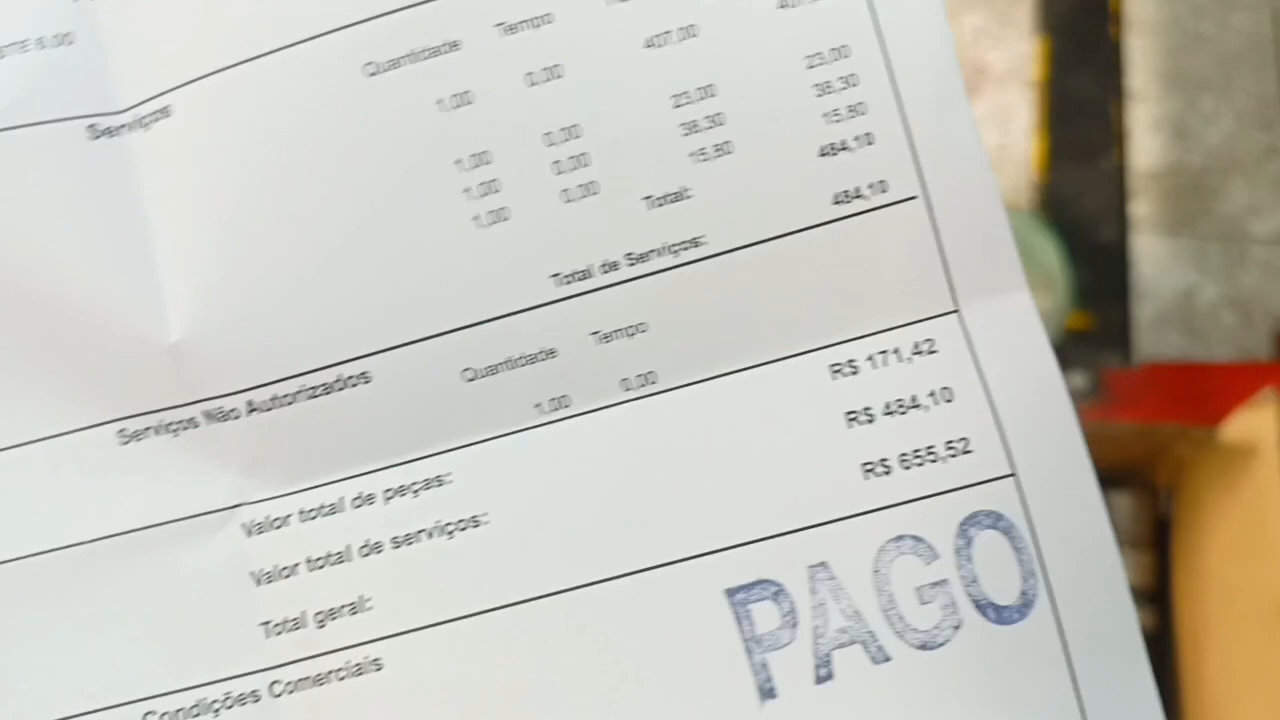 Quantidade Tempo
Serviços
1,00 0,00 407,00
1,00 0,00 23,00 23,00
1,00 0,00 38,30 38,30
1,00 0,00 15,80 15,80
Total: 484,10
Total de Serviços: 484,10
Serviços Não Autorizados Quantidade Tempo
1,00 0,00
Valor total de peças: R$ 171,42
Valor total de serviços: R$ 484,10
Total geral: R$ 655,52
Condições Comerciais
PAGO